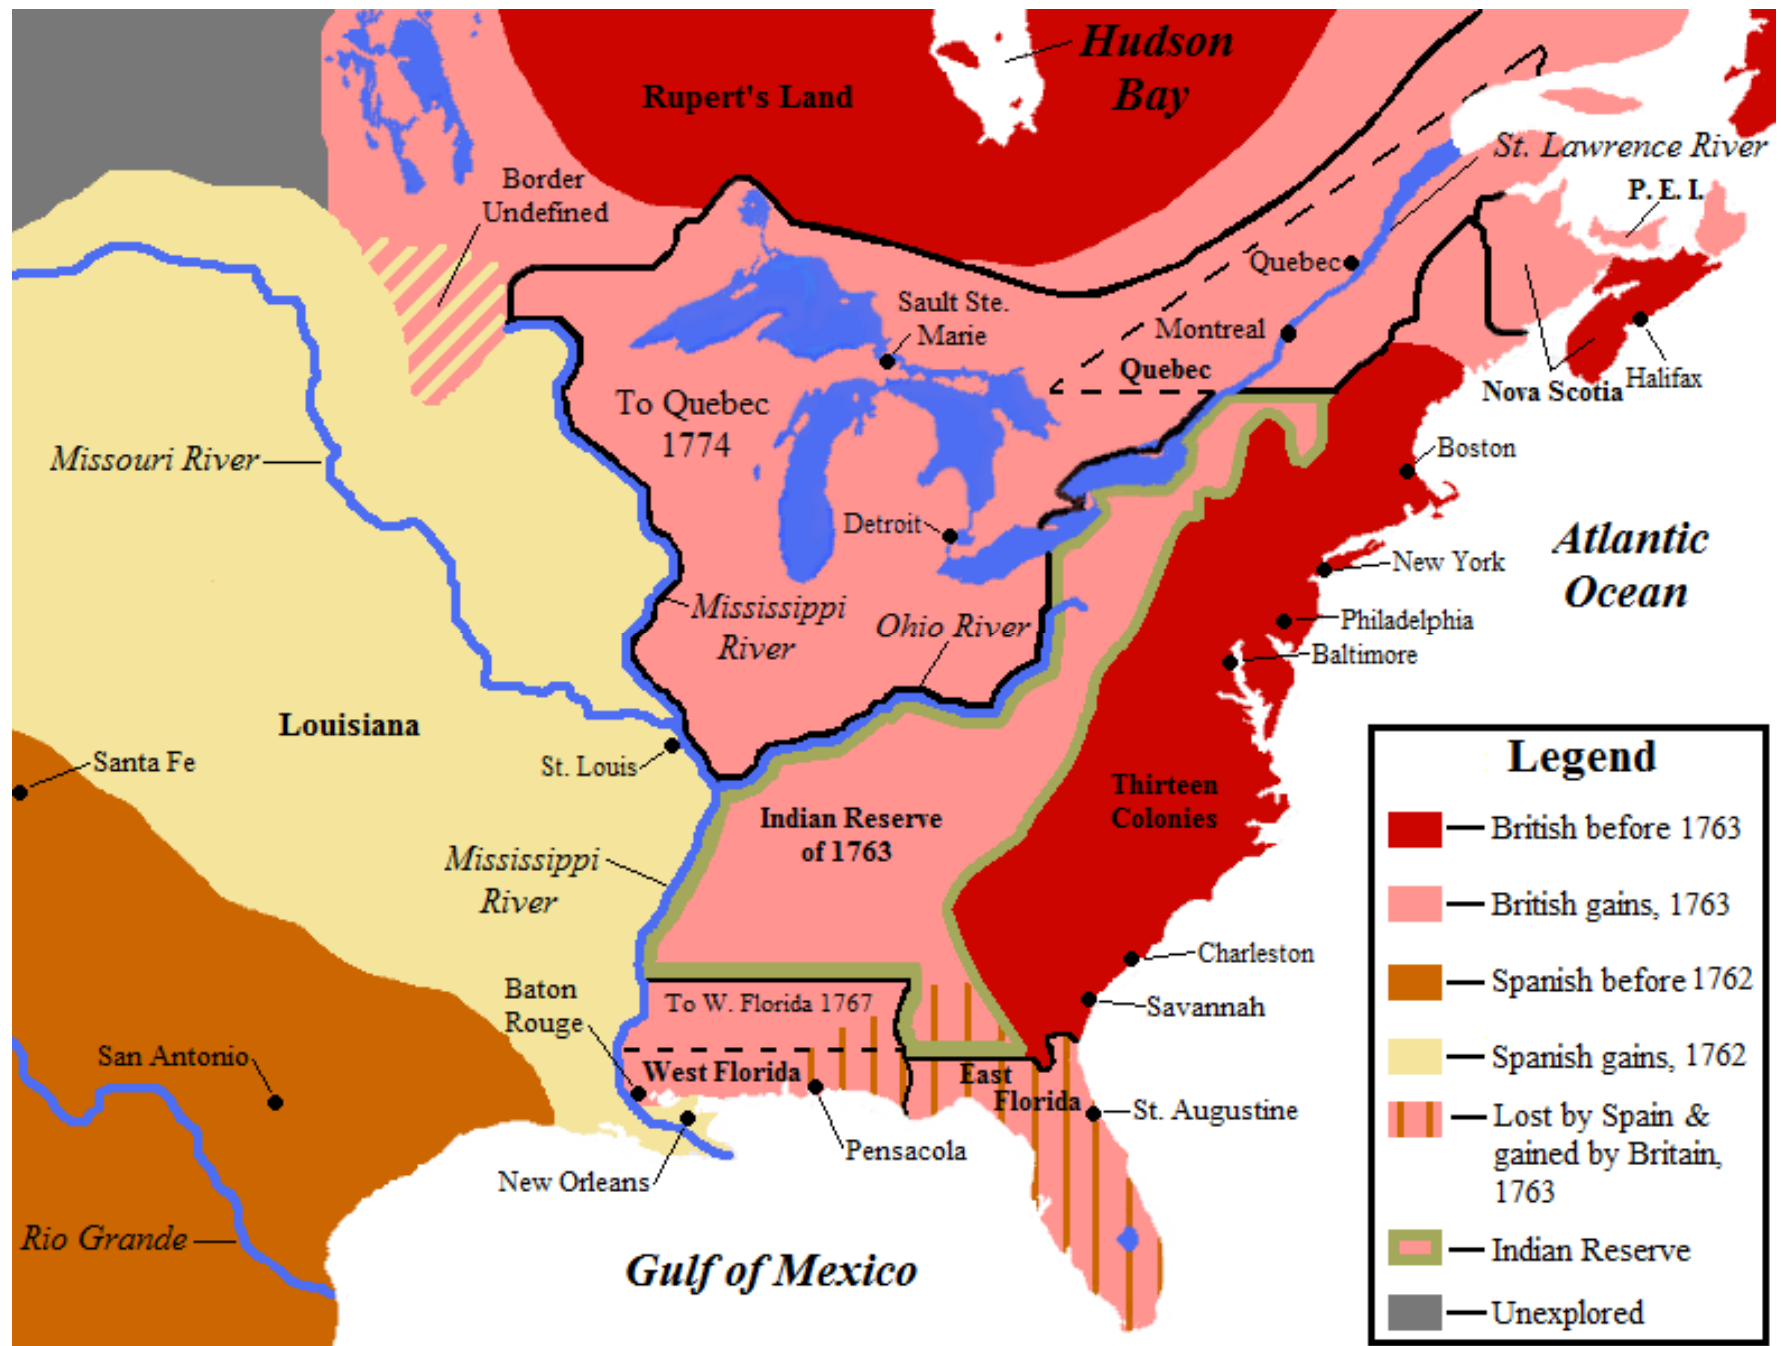 Hudson
Bay
Rupert's Land
St. Lawrence River
Border
Undefined
P. E. I.
Quebec
Sault Ste.
Marie
Montreal
Quebec
Nova Scotia
Halifax
To Quebec
1774
Missouri River
Boston
Detroit
Atlantic
Ocean
New York
Mississippi
River
Ohio River
Philadelphia
Baltimore
Louisiana
Santa Fe
St. Louis
Thirteen
Colonies
Indian Reserve
of 1763
Mississippi
River
Charleston
Baton
Rouge
To W. Florida 1767
Savannah
San Antonio
West Florida
East
Florida
St. Augustine
Pensacola
New Orleans
Rio Grande
Gulf of Mexico
Legend
British before 1763
British gains, 1763
Spanish before 1762
Spanish gains, 1762
Lost by Spain &
gained by Britain,
1763
Indian Reserve
Unexplored